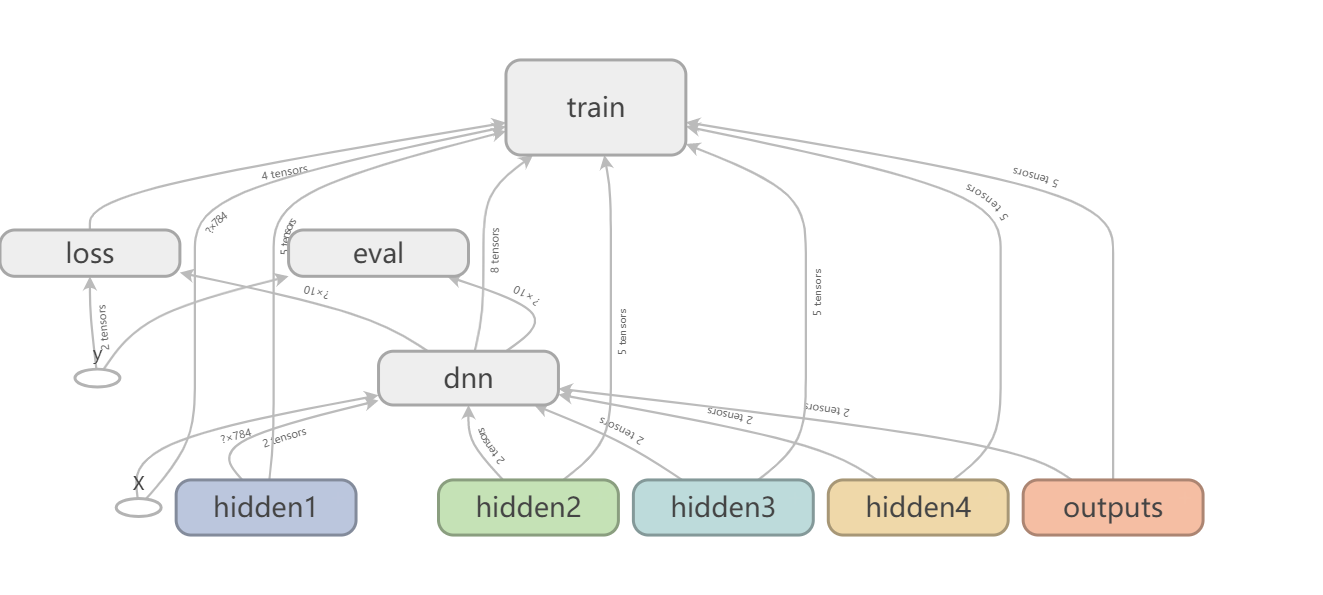 train
4 tensors
5 tensors
5 tensors
?×784
5 tensors
loss
eval
8 tensors
5 tensors
?×10
?×10
2 tensors
5 tensors
y
dnn
2 tensors
2 tensors
?×784
2 tensors
2 tensors
2 tensors
X
hidden1
hidden2
hidden3
hidden4
outputs